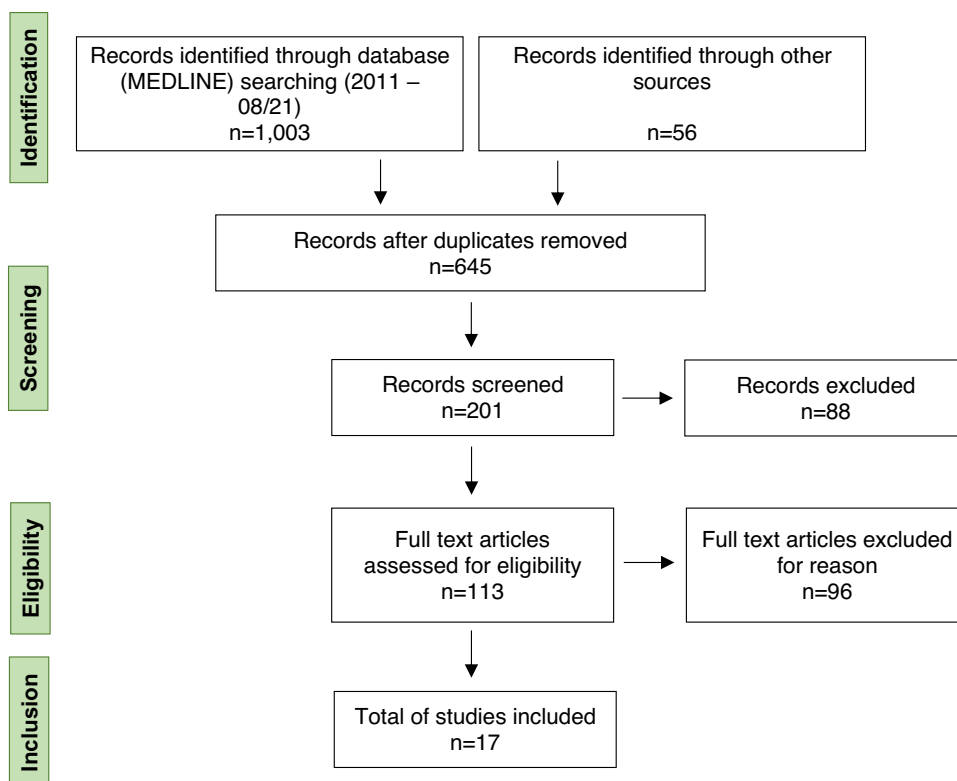 Identification
Records identified through database
(MEDLINE) searching (2011 –
08/21)
n=1,003
Records identified through other
sources
n=56
Records after duplicates removed
n=645
Screening
Records screened
n=201
Records excluded
n=88
Eligibility
Full text articles
assessed for eligibility
n=113
Full text articles excluded
for reason
n=96
Inclusion
Total of studies included
n=17